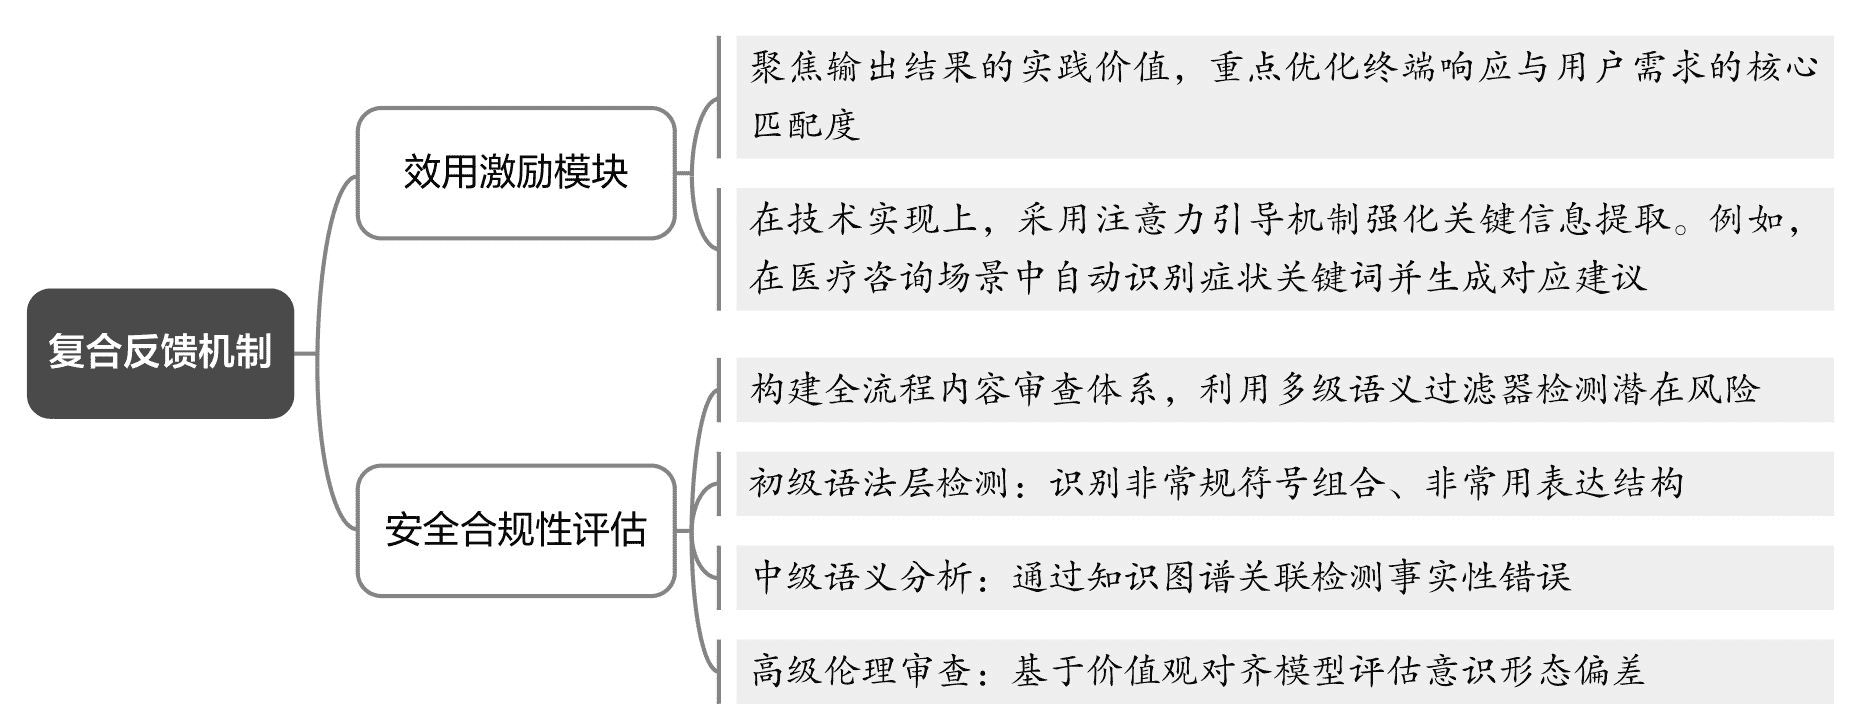 复合反馈机制
效用激励模块
聚焦输出结果的实践价值，重点优化终端响应与用户需求的核心
匹配度
在技术实现上，采用注意力引导机制强化关键信息提取。例如，
在医疗咨询场景中自动识别症状关键词并生成对应建议
安全合规性评估
构建全流程内容审查体系，利用多级语义过滤器检测潜在风险
初级语法层检测：识别非常规符号组合、非常用表达结构
中级语义分析：通过知识图谱关联检测事实性错误
高级伦理审查：基于价值观对齐模型评估意识形态偏差